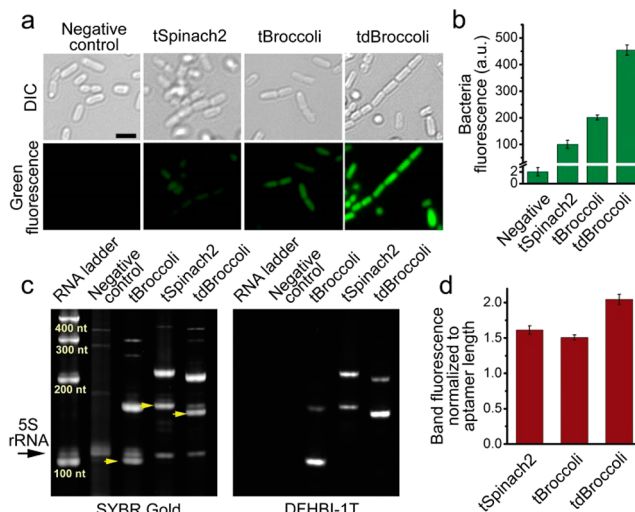 a
Negative
control
tSpinach2
tBroccoli
tdBroccoli
DIC
Green
fluorescence
b
Bacteria
fluorescence (a.u.)
500
400
300
200
100
2
0
Negative
tSpinach2
tBroccoli
tdBroccoli
c
RNA ladder
Negative
control
tBroccoli
tSpinach2
tdBroccoli
RNA ladder
Negative
control
tBroccoli
tSpinach2
tdBroccoli
400 nt
300 nt
200 nt
100 nt
5S
rRNA
SYBR Gold
DFHBI-1T
d
Band fluorescence
normalized to
aptamer length
2.0
1.5
1.0
0.5
0.0
tSpinach2
tBroccoli
tdBroccoli